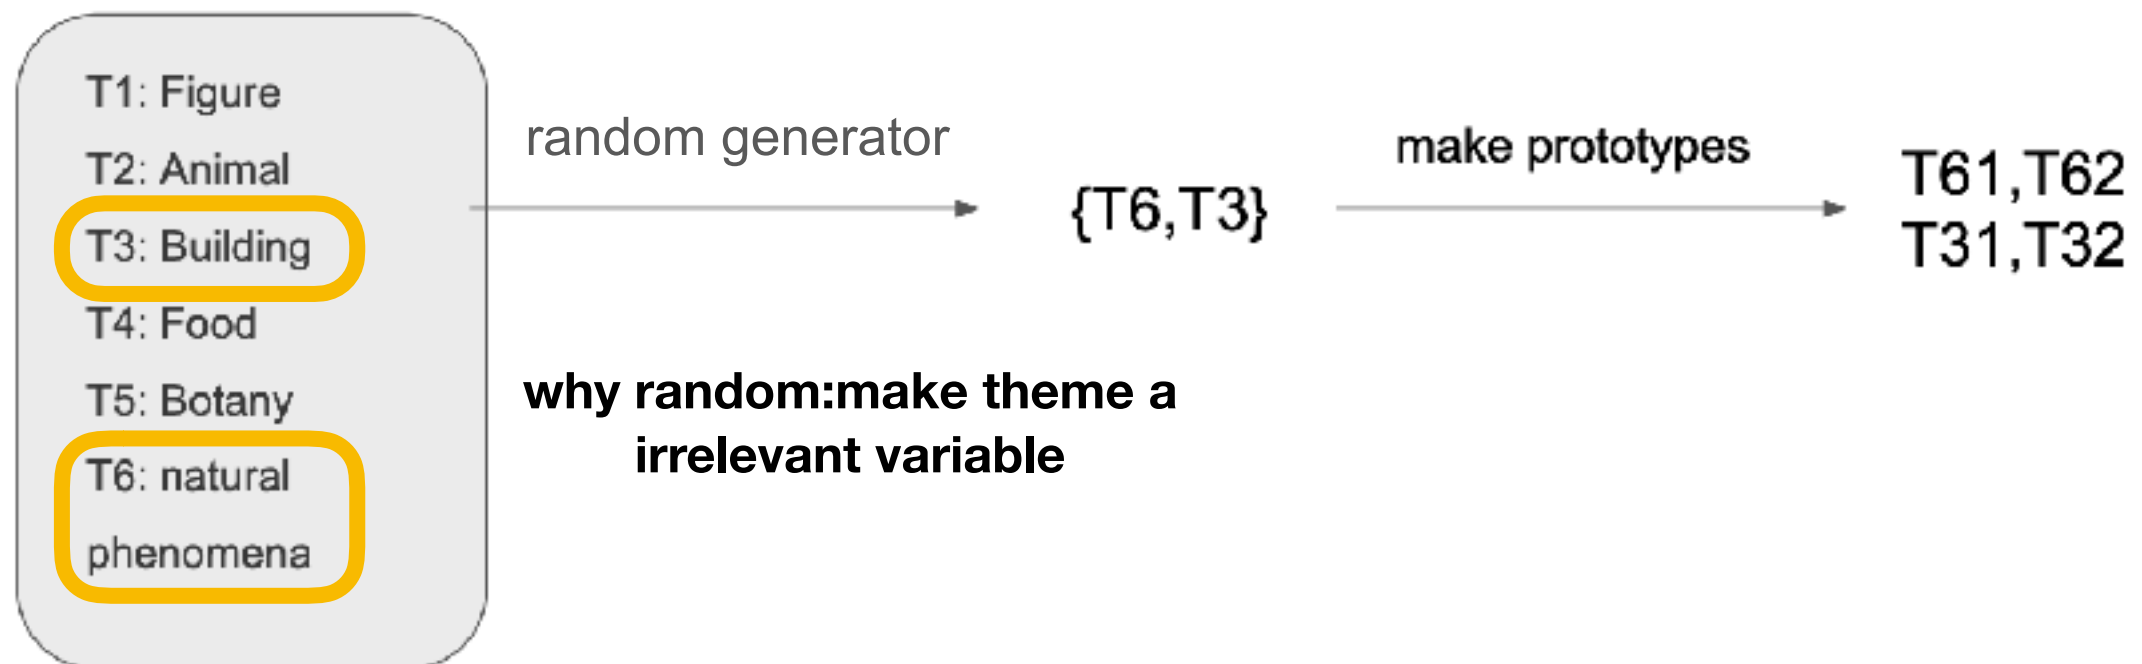 T1: Figure
T2: Animal
T3: Building
T4: Food
T5: Botany
T6: natural
phenomena
random generator
why random:make theme a
irrelevant variable
{T6,T3}
make prototypes
T61,T62
T31,T32